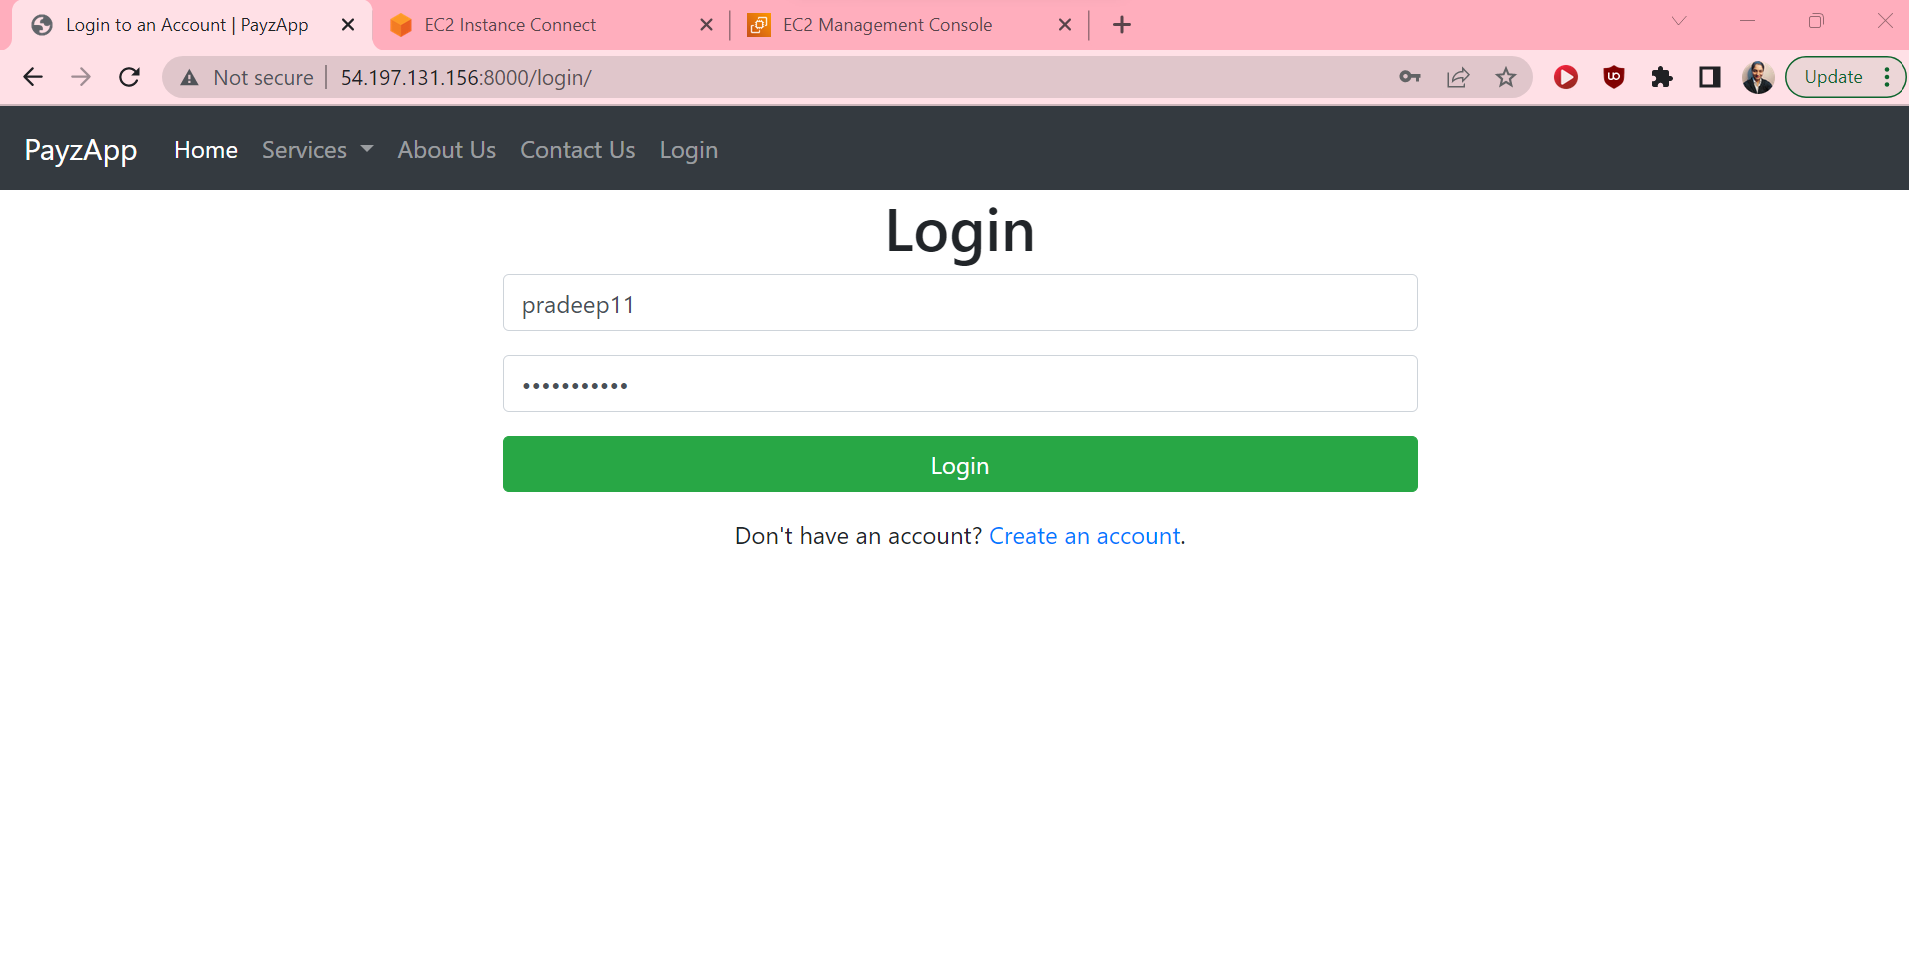 Login to an Account | PayzApp
EC2 Instance Connect
EC2 Management Console
Not secure | 54.197.131.156:8000/login/
Update
PayzApp Home Services About Us Contact Us Login
Login
pradeep11
•••••••••••
Login
Don't have an account? Create an account.